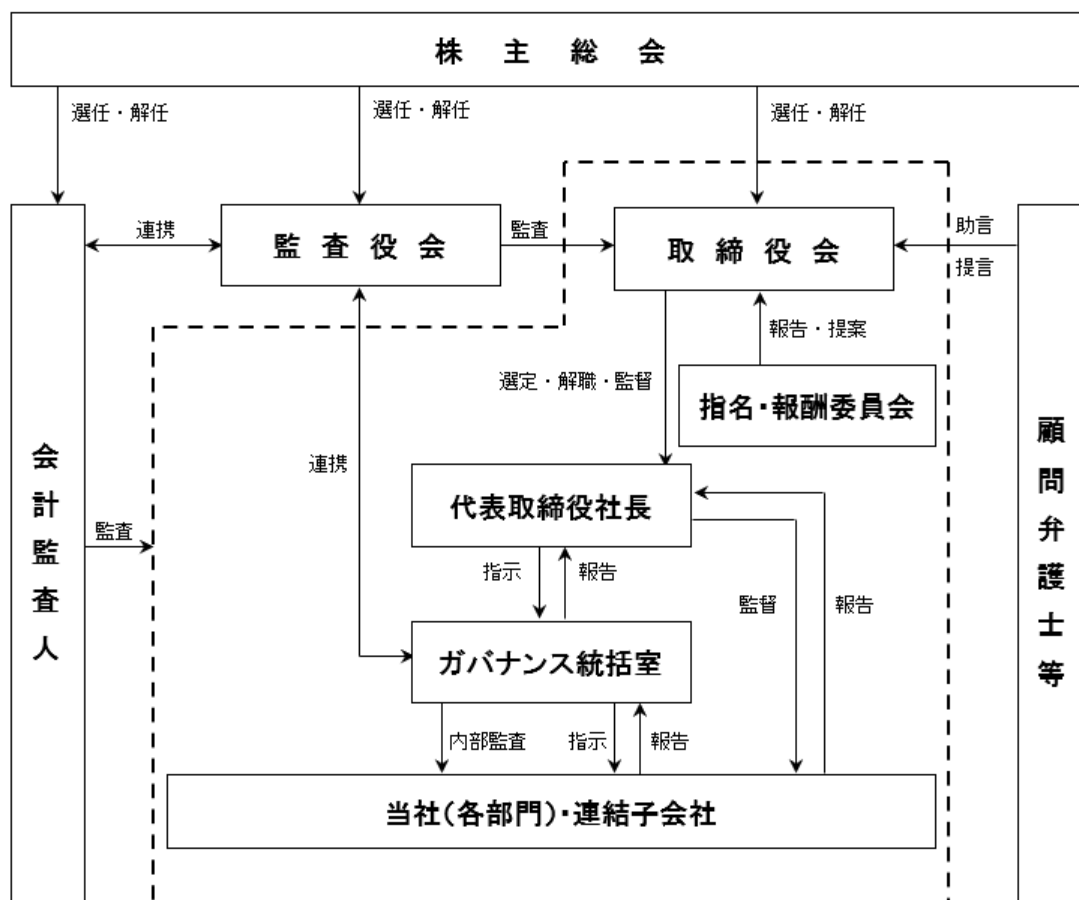 株主総会
選任・解任
選任・解任
選任・解任
連携
監査役会
監査
取締役会
助言
提言
報告・提案
選定・解職・監督
指名・報酬委員会
会計監査人
顧問弁護士等
連携
代表取締役社長
監査
指示
報告
監督
報告
ガバナンス統括室
内部監査
指示
報告
当社(各部門)・連結子会社